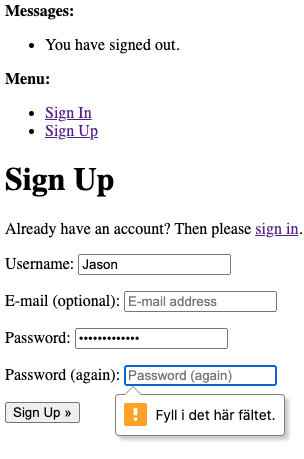 Messages:
• You have signed out.
Menu:
• Sign In
• Sign Up
Sign Up
Already have an account? Then please sign in.
Username: Jason
E-mail (optional): E-mail address
Password: •••••••••••••
Password (again): Password (again)
Sign Up »
Fyll i det här fältet.